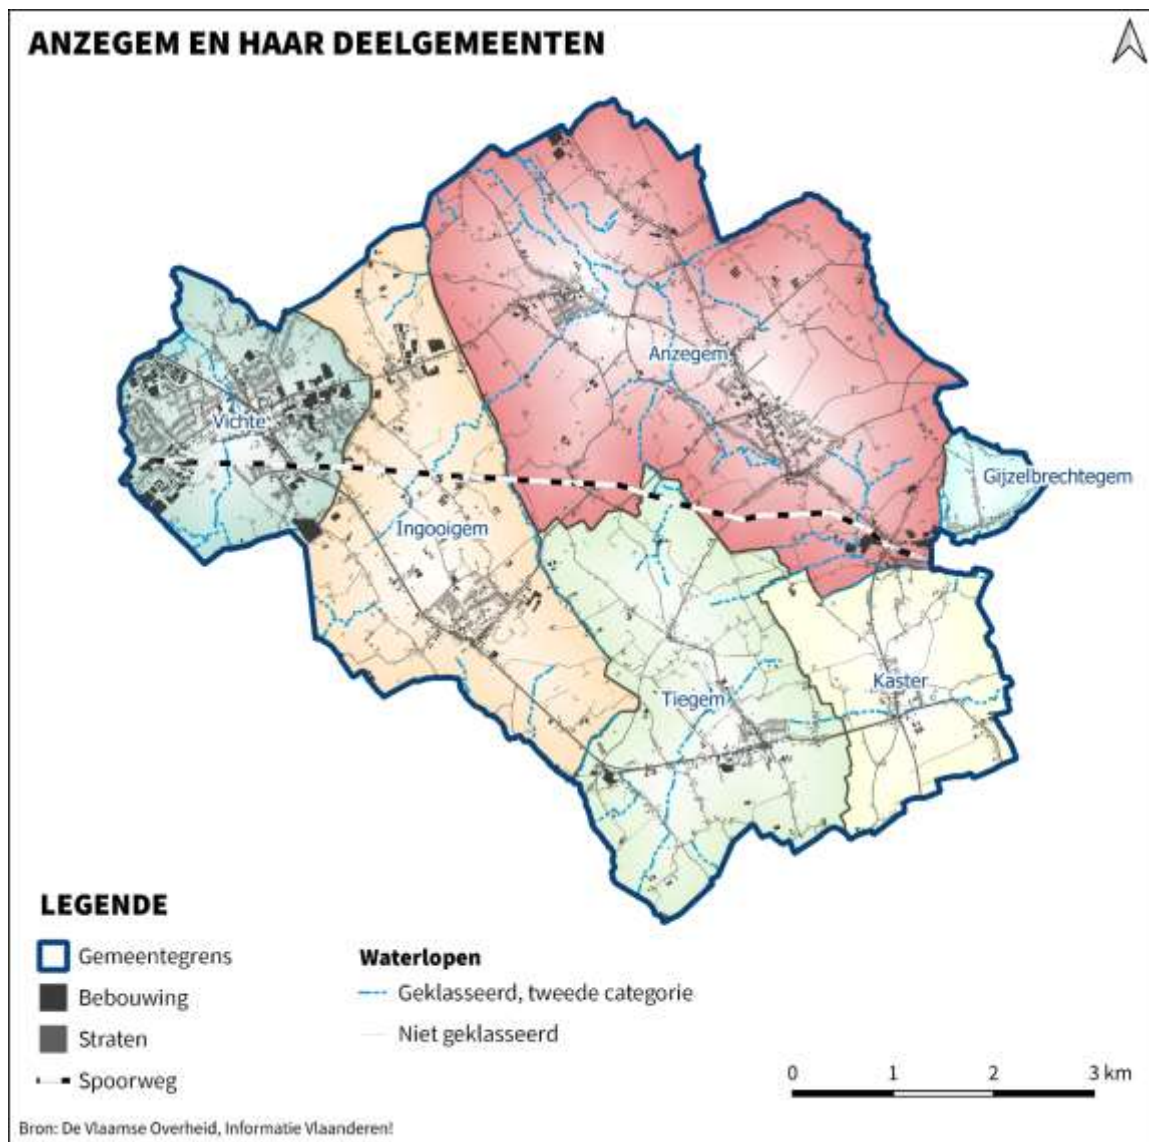 ANZEGEM EN HAAR DEELGEMEENTEN
Anzegem
Vichte
Gijzelbrechtegem
Ingooigem
Kaster
Tiegem
LEGENDE
Gemeentegrens
Bebouwing
Straten
Spoorweg
Waterlopen
Geklasseerd, tweede categorie
Niet geklasseerd
0 1 2 3 km
Bron: De Vlaamse Overheid, Informatie Vlaanderen!